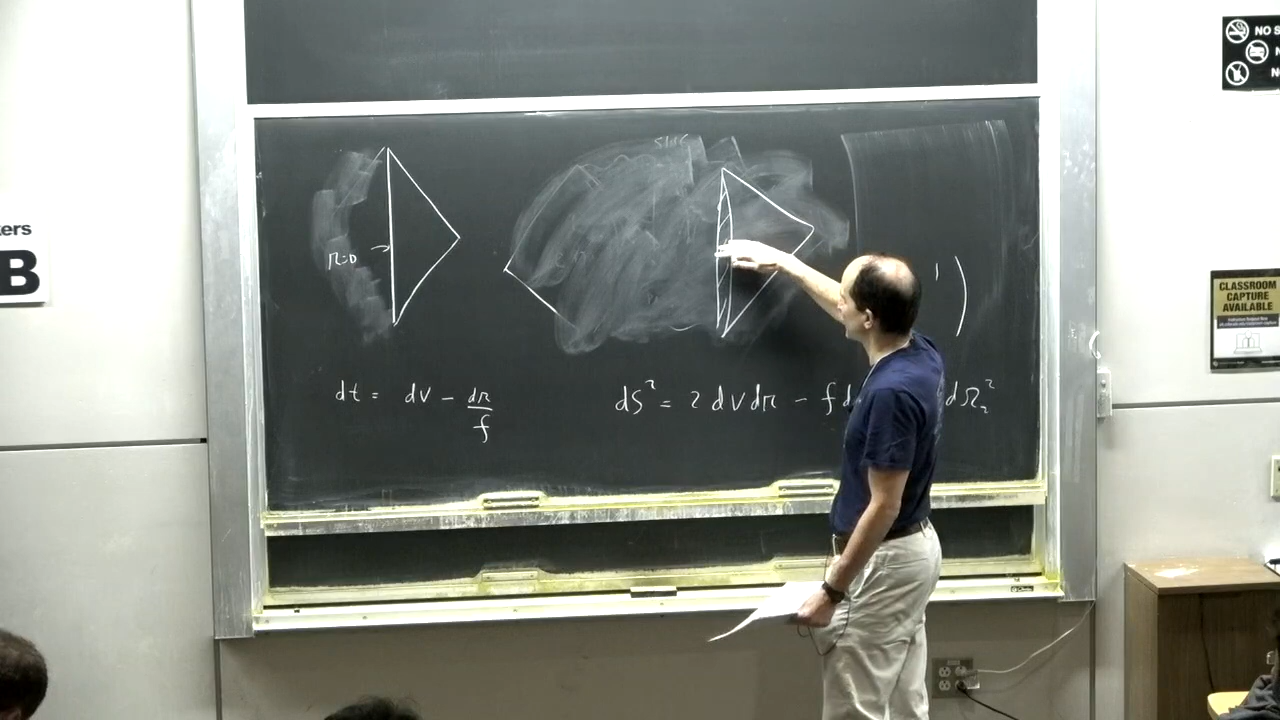 r=0
dt = dv - dr/f
dS² = 2 dv dr - f d
dΩ₂²
NO S
N
N
ers
B
CLASSROOM
CAPTURE
AVAILABLE